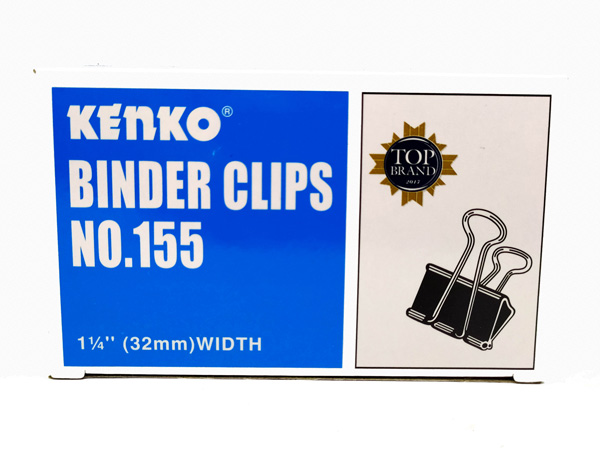 KENKO®
BINDER CLIPS
NO.155
1¼" (32mm)WIDTH
TOP
BRAND